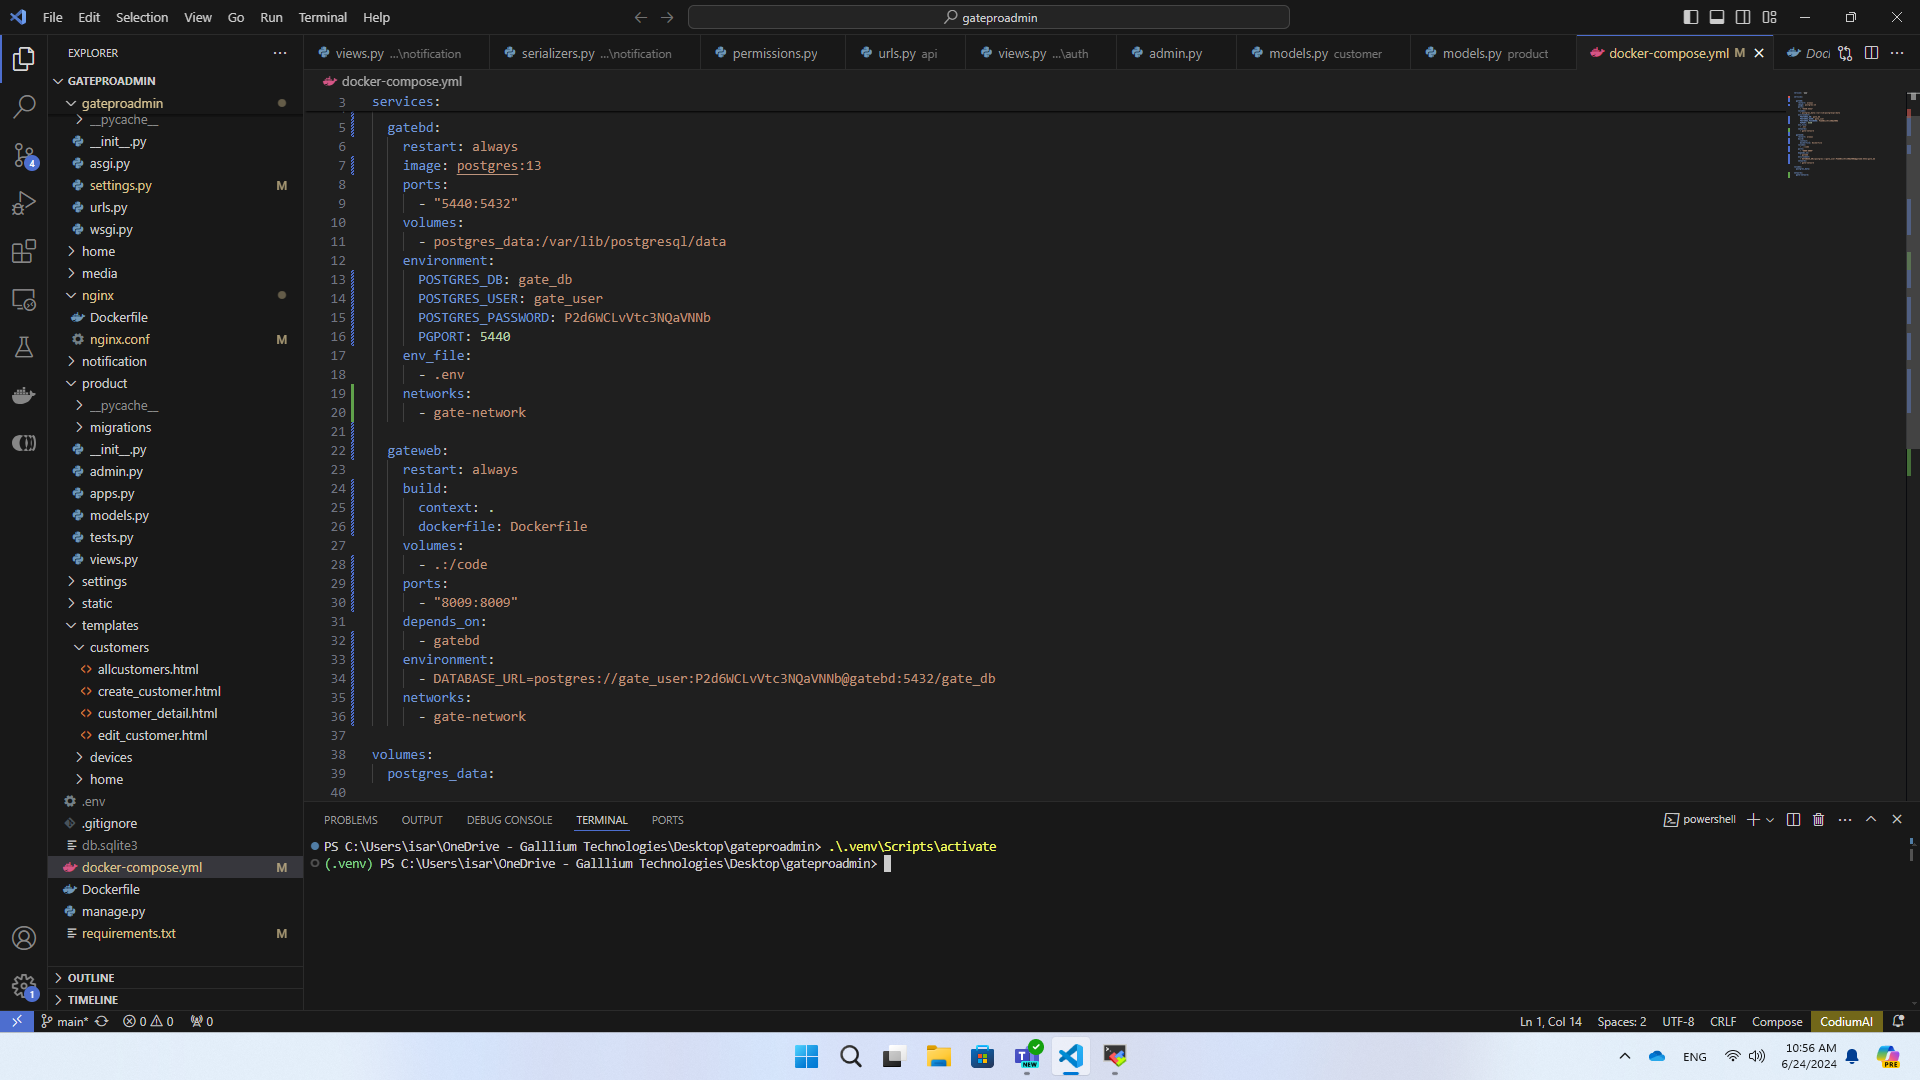 File Edit Selection View Go Run Terminal Help
gateproadmin
EXPLORER
views.py ...\notification
serializers.py ...\notification
permissions.py
urls.py api
views.py ...\auth
admin.py
models.py customer
models.py product
docker-compose.yml M
GATEPROADMIN
gateproadmin
__pycache__
__init__.py
asgi.py
settings.py M
urls.py
wsgi.py
home
media
nginx
Dockerfile
nginx.conf M
notification
product
__pycache__
migrations
__init__.py
admin.py
apps.py
models.py
tests.py
views.py
settings
static
templates
customers
allcustomers.html
create_customer.html
customer_detail.html
edit_customer.html
devices
home
.env
.gitignore
db.sqlite3
docker-compose.yml M
Dockerfile
manage.py
requirements.txt M
OUTLINE
TIMELINE
4
1
docker-compose.yml
3 services:
5 gatebd:
6 restart: always
7 image: postgres:13
8 ports:
9 - "5440:5432"
10 volumes:
11 - postgres_data:/var/lib/postgresql/data
12 environment:
13 POSTGRES_DB: gate_db
14 POSTGRES_USER: gate_user
15 POSTGRES_PASSWORD: P2d6WCLvVtc3NQaVNNb
16 PGPORT: 5440
17 env_file:
18 - .env
19 networks:
20 - gate-network
21
22 gateweb:
23 restart: always
24 build:
25 context: .
26 dockerfile: Dockerfile
27 volumes:
28 - .:/code
29 ports:
30 - "8009:8009"
31 depends_on:
32 - gatebd
33 environment:
34 - DATABASE_URL=postgres://gate_user:P2d6WCLvVtc3NQaVNNb@gatebd:5432/gate_db
35 networks:
36 - gate-network
37
38 volumes:
39 postgres_data:
40
PROBLEMS OUTPUT DEBUG CONSOLE TERMINAL PORTS
powershell
PS C:\Users\isar\OneDrive - Galllium Technologies\Desktop\gateproadmin> .\.venv\Scripts\activate
(.venv) PS C:\Users\isar\OneDrive - Galllium Technologies\Desktop\gateproadmin>
main* 0 0 0
Ln 1, Col 14 Spaces: 2 UTF-8 CRLF Compose CodiumAI
NEW
ENG
10:56 AM
6/24/2024
PRE